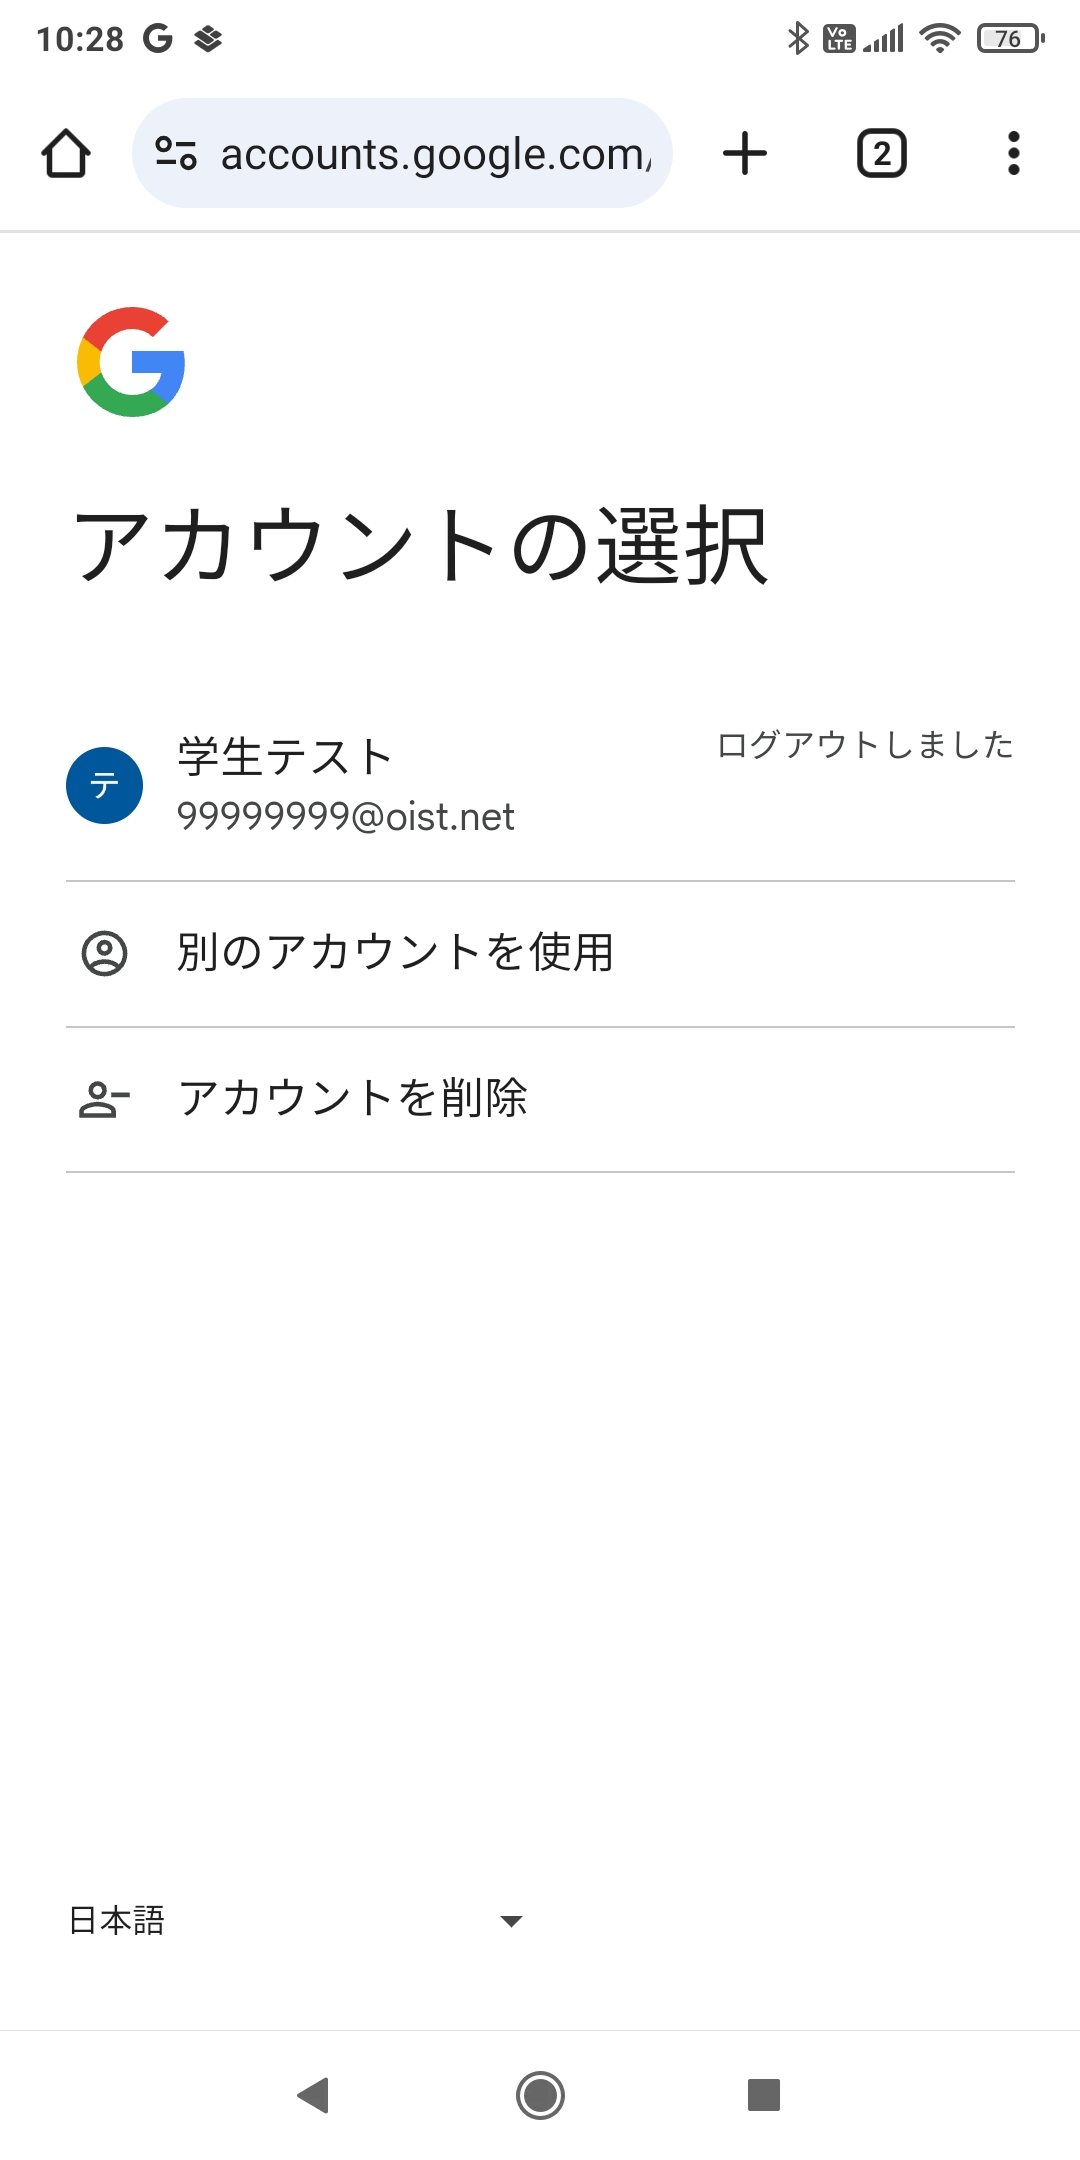 10:28
Vo LTE
76
accounts.google.com/
2
アカウントの選択
テ
学生テスト
ログアウトしました
99999999@oist.net
別のアカウントを使用
アカウントを削除
日本語